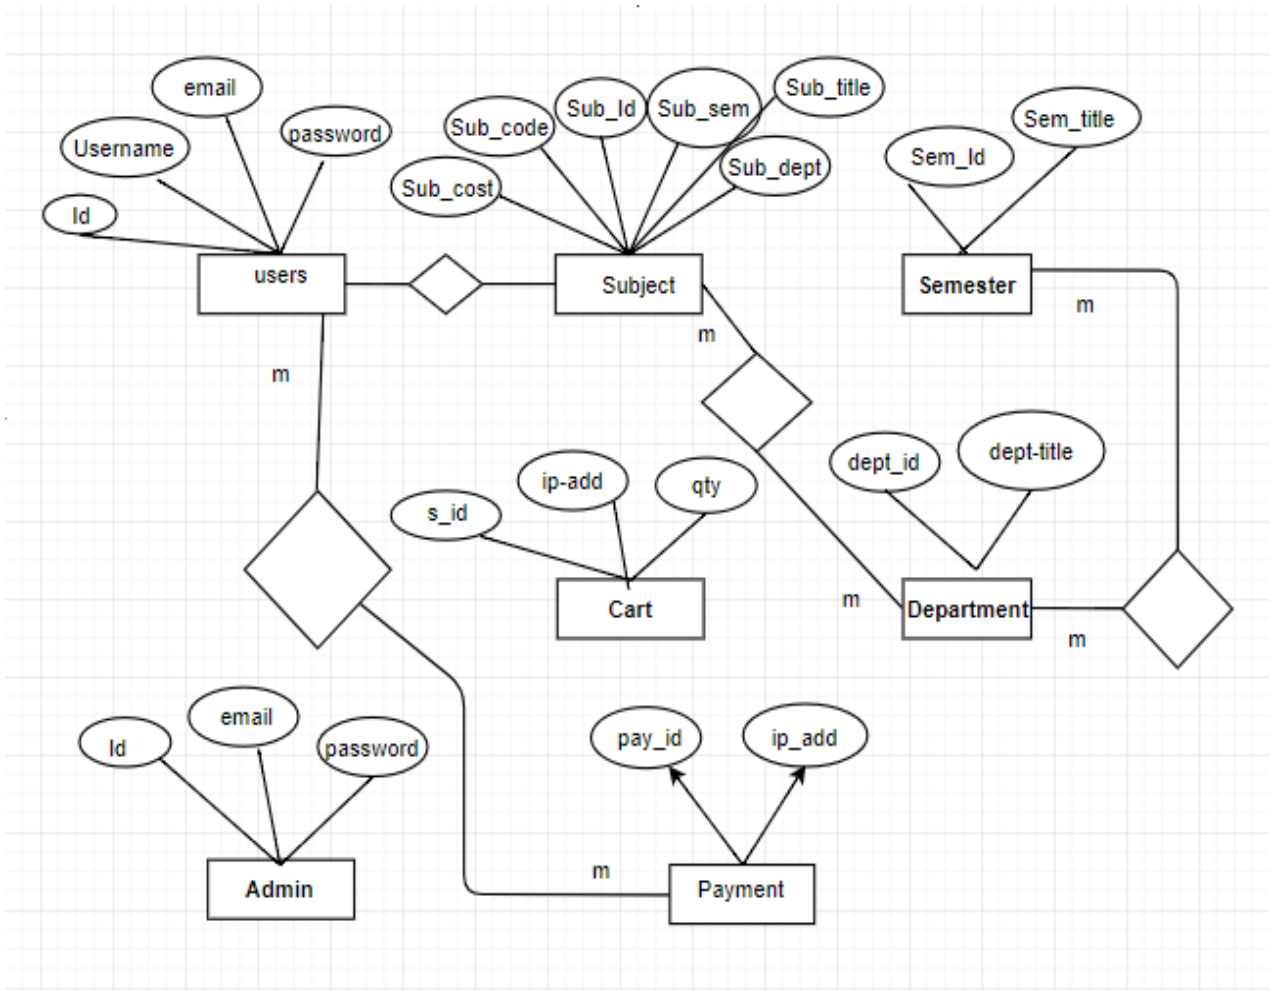 email
Username
password
Id
users
Sub_code
Sub_Id
Sub_sem
Sub_title
Sub_cost
Sub_dept
Subject
Sem_Id
Sem_title
Semester
m
m
m
s_id
ip-add
qty
Cart
dept_id
dept-title
Department
m
m
Id
email
password
Admin
pay_id
ip_add
Payment
m